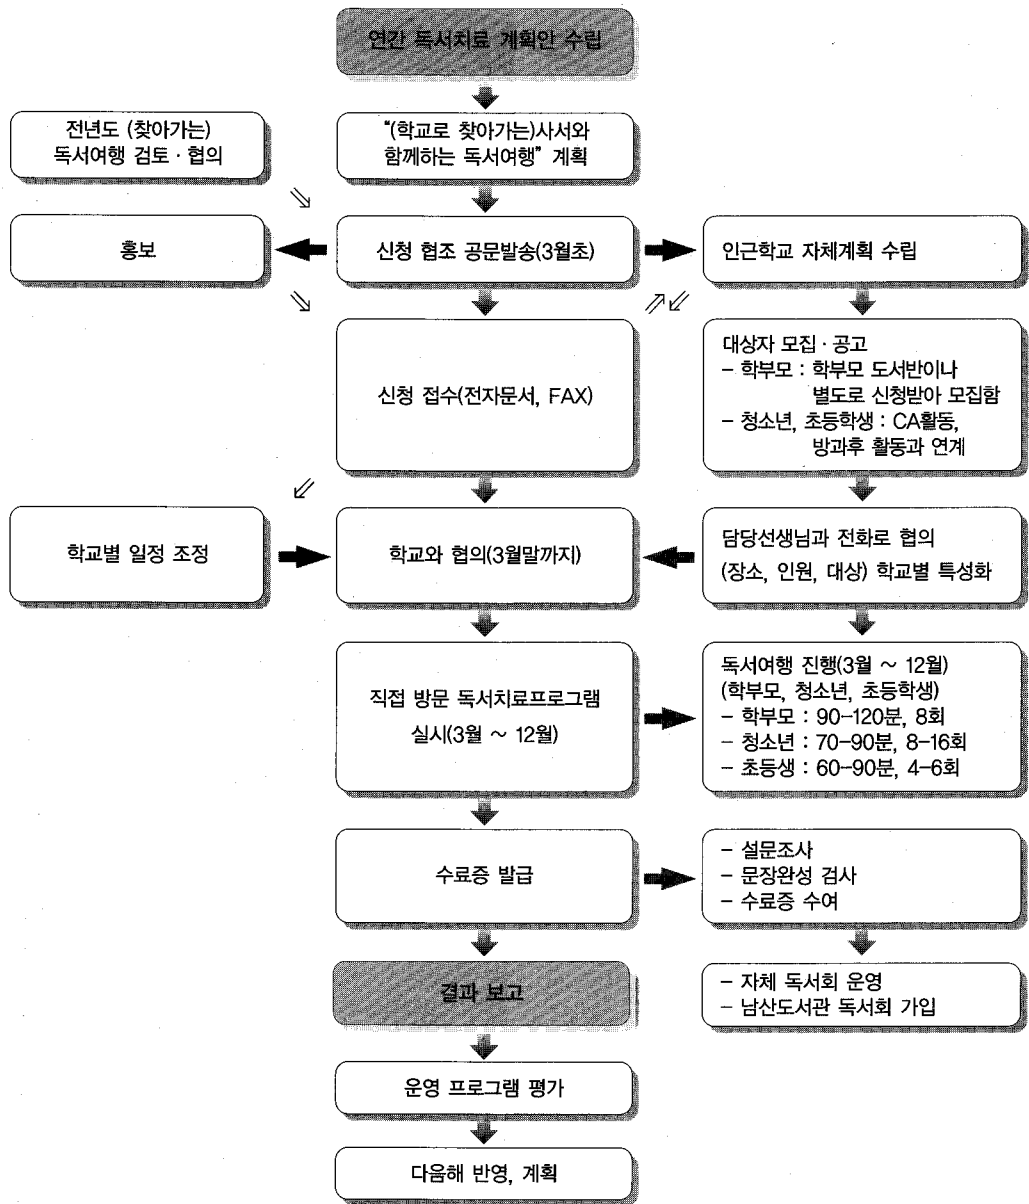 연간 독서치료 계획안 수립
전년도 (찾아가는)
독서여행 검토·협의
"(학교로 찾아가는)사서와
함께하는 독서여행" 계획
홍보
신청 협조 공문발송(3월초)
인근학교 자체계획 수립
신청 접수(전자문서, FAX)
대상자 모집·공고
- 학부모 : 학부모 도서반이나
별도로 신청받아 모집함
- 청소년, 초등학생 : CA활동,
방과후 활동과 연계
학교별 일정 조정
학교와 협의(3월말까지)
담당선생님과 전화로 협의
(장소, 인원, 대상) 학교별 특성화
직접 방문 독서치료프로그램
실시(3월 ~ 12월)
독서여행 진행(3월 ~ 12월)
(학부모, 청소년, 초등학생)
- 학부모 : 90-120분, 8회
- 청소년 : 70-90분, 8-16회
- 초등생 : 60-90분, 4-6회
수료증 발급
- 설문조사
- 문장완성 검사
- 수료증 수여
결과 보고
- 자체 독서회 운영
- 남산도서관 독서회 가입
운영 프로그램 평가
다음해 반영, 계획